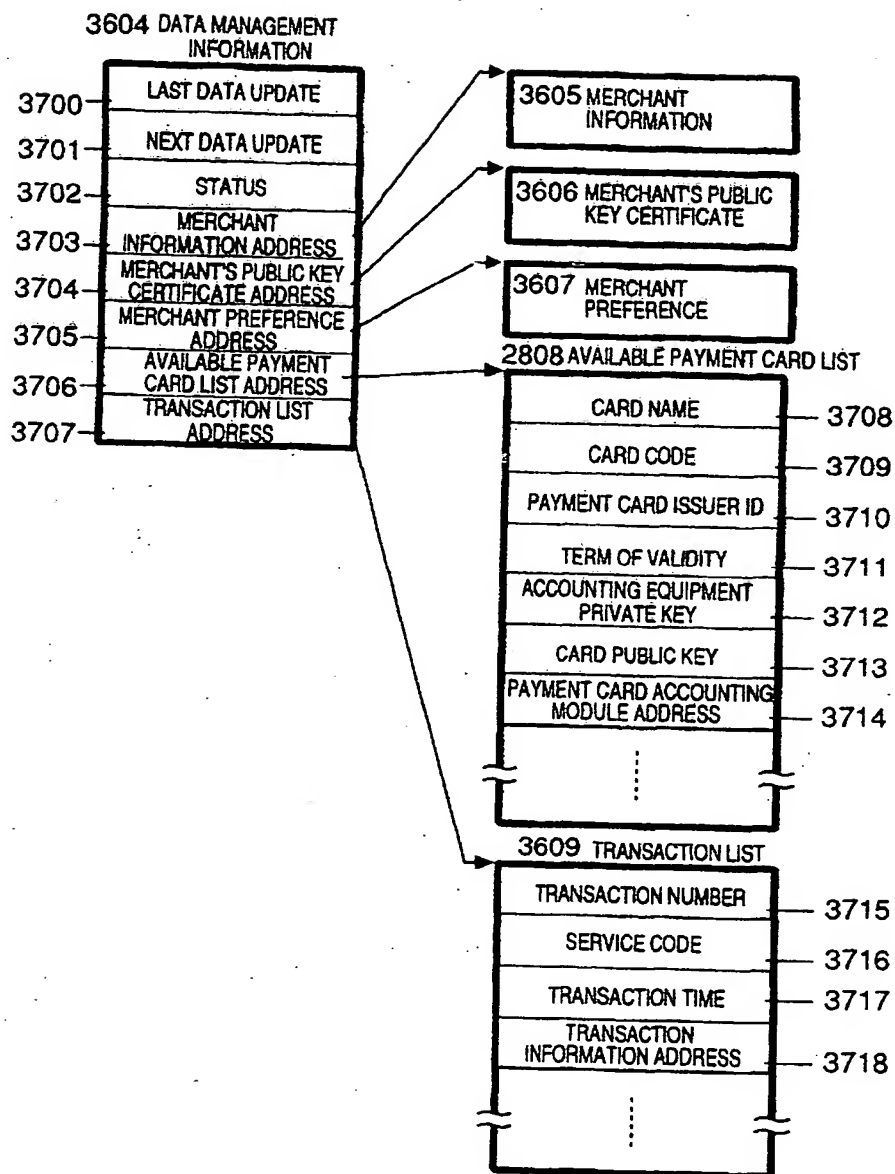 3604 DATA MANAGEMENT
INFORMATION
3700
LAST DATA UPDATE
3701
NEXT DATA UPDATE
3702
STATUS
3703
MERCHANT
INFORMATION ADDRESS
3704
MERCHANT'S PUBLIC KEY
CERTIFICATE ADDRESS
3705
MERCHANT PREFERENCE
ADDRESS
3706
AVAILABLE PAYMENT
CARD LIST ADDRESS
3707
TRANSACTION LIST
ADDRESS
3605 MERCHANT
INFORMATION
3606 MERCHANT'S PUBLIC
KEY CERTIFICATE
3607 MERCHANT
PREFERENCE
2808 AVAILABLE PAYMENT CARD LIST
CARD NAME
3708
CARD CODE
3709
PAYMENT CARD ISSUER ID
3710
TERM OF VALIDITY
3711
ACCOUNTING EQUIPMENT
PRIVATE KEY
3712
CARD PUBLIC KEY
3713
PAYMENT CARD ACCOUNTING
MODULE ADDRESS
3714
3609 TRANSACTION LIST
TRANSACTION NUMBER
3715
SERVICE CODE
3716
TRANSACTION TIME
3717
TRANSACTION
INFORMATION ADDRESS
3718